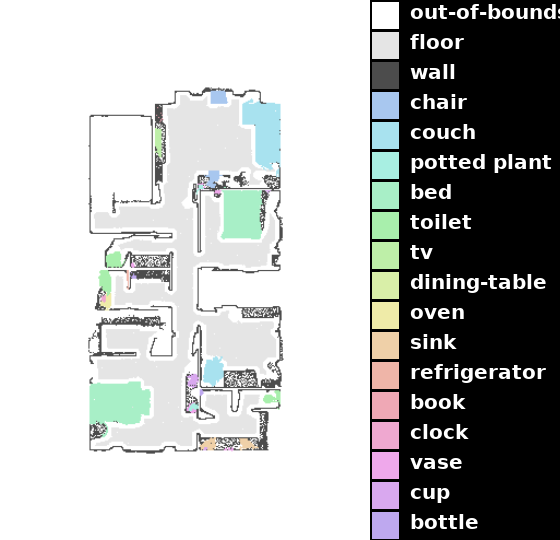 out-of-bounds
floor
wall
chair
couch
potted plant
bed
toilet
tv
dining-table
oven
sink
refrigerator
book
clock
vase
cup
bottle